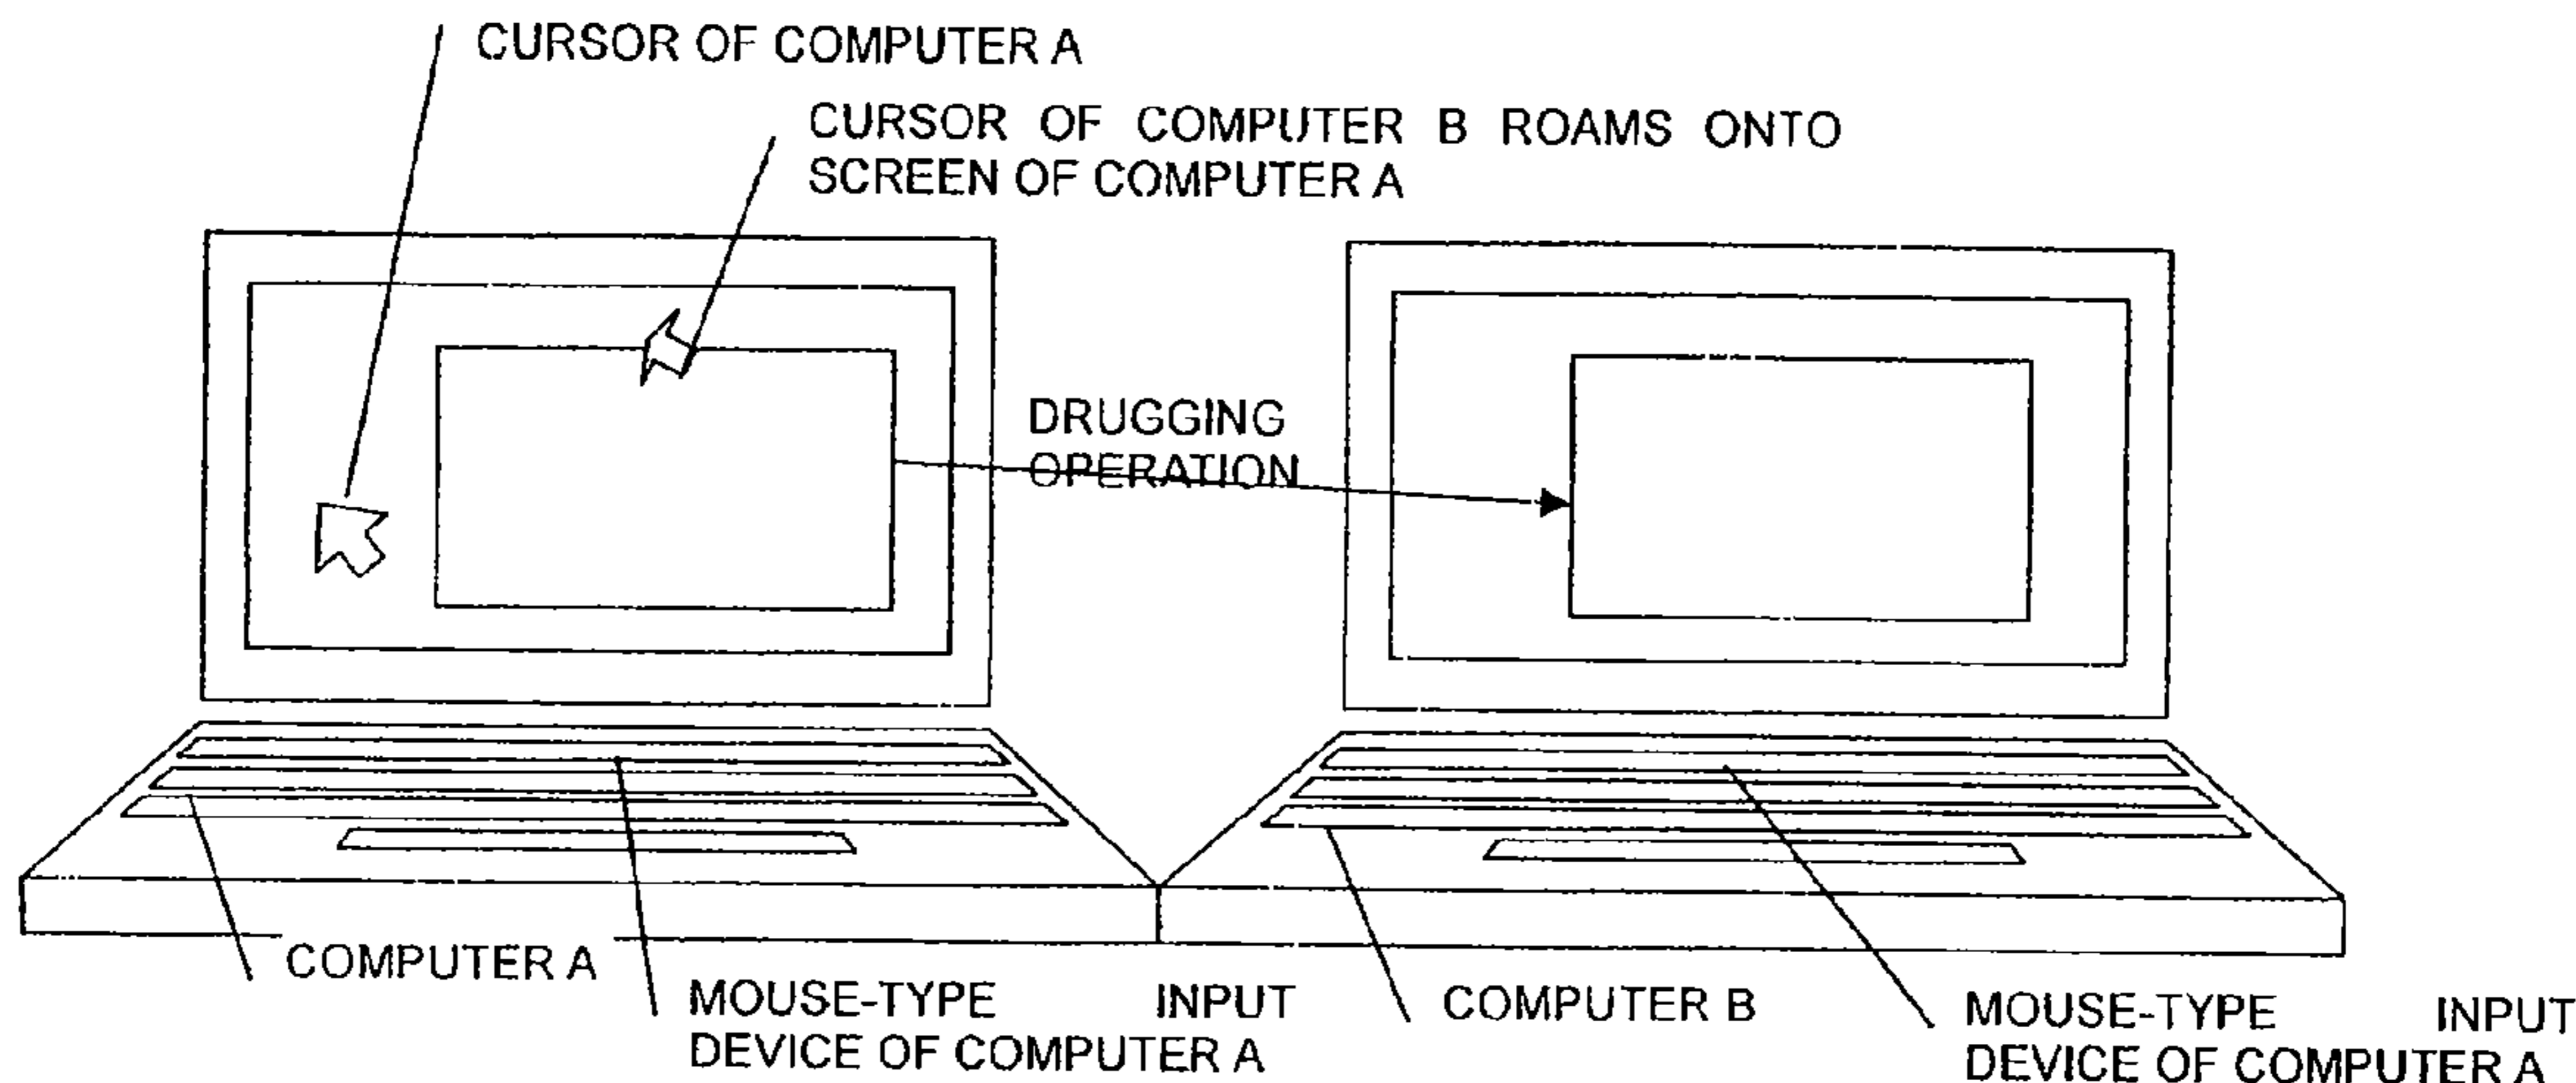 CURSOR OF COMPUTER A
CURSOR OF COMPUTER B ROAMS ONTO
SCREEN OF COMPUTER A
DRUGGING
OPERATION
COMPUTER A
MOUSE-TYPE INPUT
DEVICE OF COMPUTER A
COMPUTER B
MOUSE-TYPE INPUT
DEVICE OF COMPUTER A